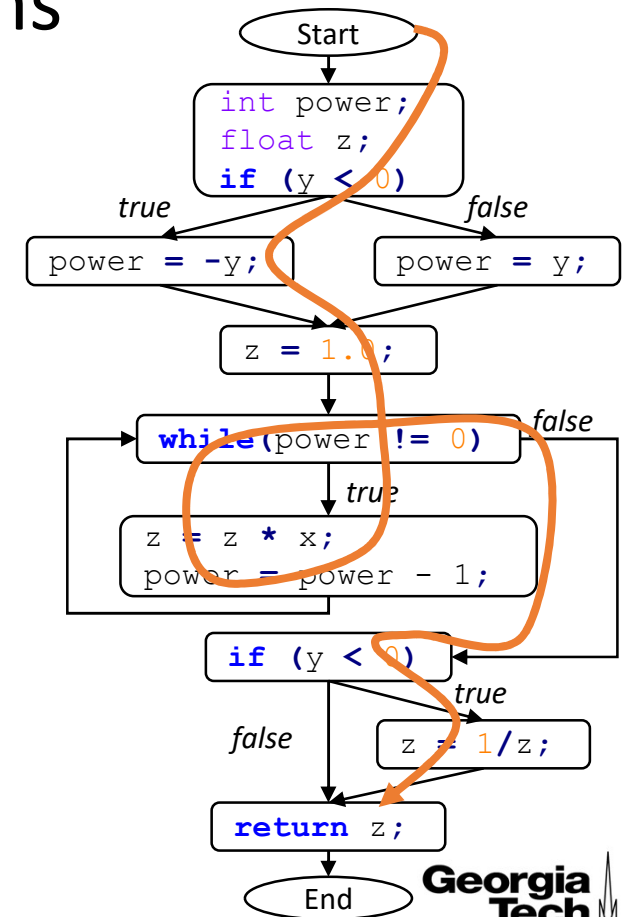 ns
Start
int power;
float z;
if (y < 0)
true
false
power = -y;
power = y;
z = 1.0;
while(power != 0)
false
true
z = z * x;
power = power - 1;
if (y < 0)
true
false
z = 1/z;
return z;
End
Georgia
Tech